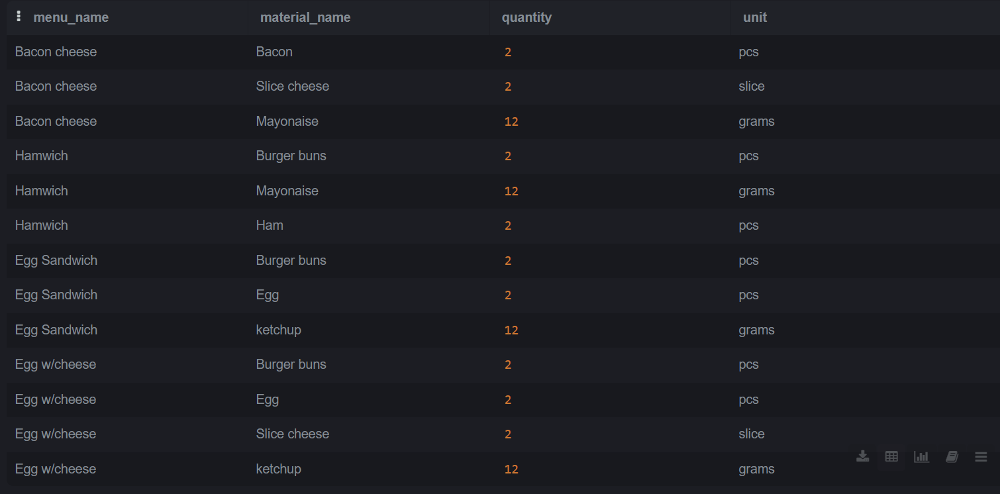 menu_name material_name quantity unit
Bacon cheese Bacon 2 pcs
Bacon cheese Slice cheese 2 slice
Bacon cheese Mayonaise 12 grams
Hamwich Burger buns 2 pcs
Hamwich Mayonaise 12 grams
Hamwich Ham 2 pcs
Egg Sandwich Burger buns 2 pcs
Egg Sandwich Egg 2 pcs
Egg Sandwich ketchup 12 grams
Egg w/cheese Burger buns 2 pcs
Egg w/cheese Egg 2 pcs
Egg w/cheese Slice cheese 2 slice
Egg w/cheese ketchup 12 grams